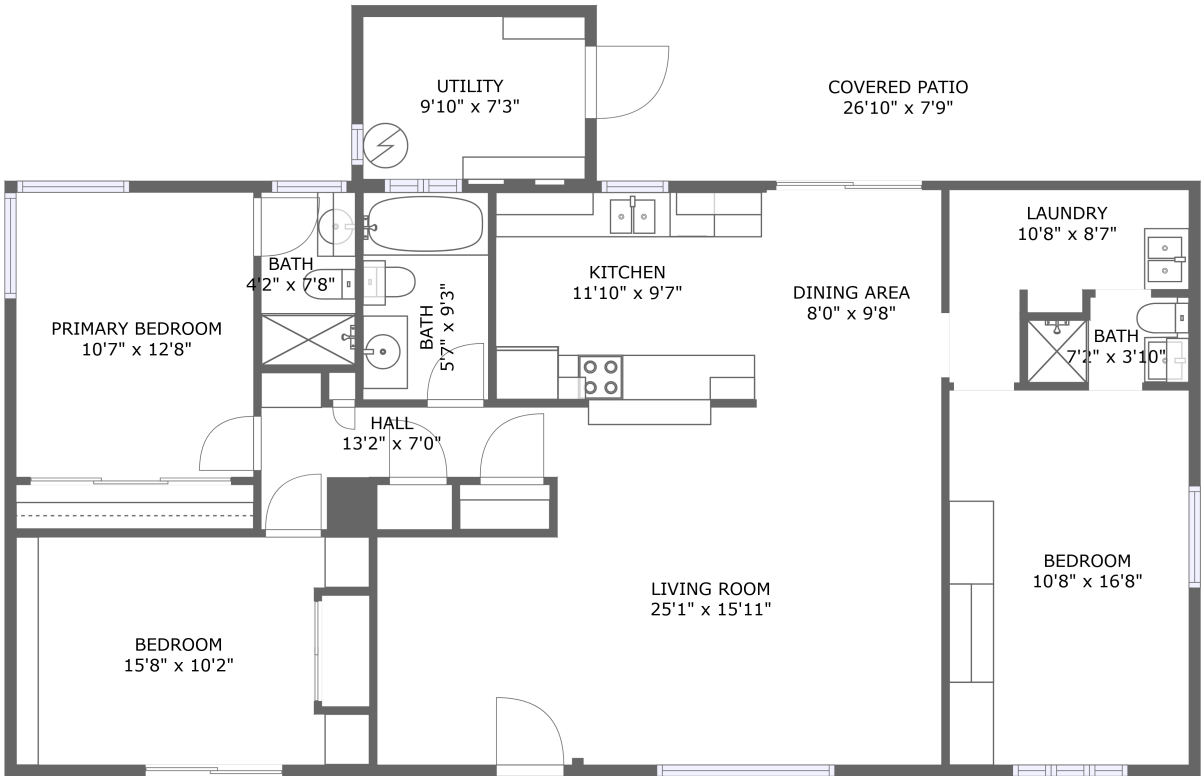 UTILITY
9'10" x 7'3"
COVERED PATIO
26'10" x 7'9"
LAUNDRY
10'8" x 8'7"
BATH
4'2" x 7'8"
KITCHEN
11'10" x 9'7"
DINING AREA
8'0" x 9'8"
PRIMARY BEDROOM
10'7" x 12'8"
BATH
5'7" x 9'3"
BATH
7'2" x 3'10"
HALL
13'2" x 7'0"
BEDROOM
10'8" x 16'8"
LIVING ROOM
25'1" x 15'11"
BEDROOM
15'8" x 10'2"